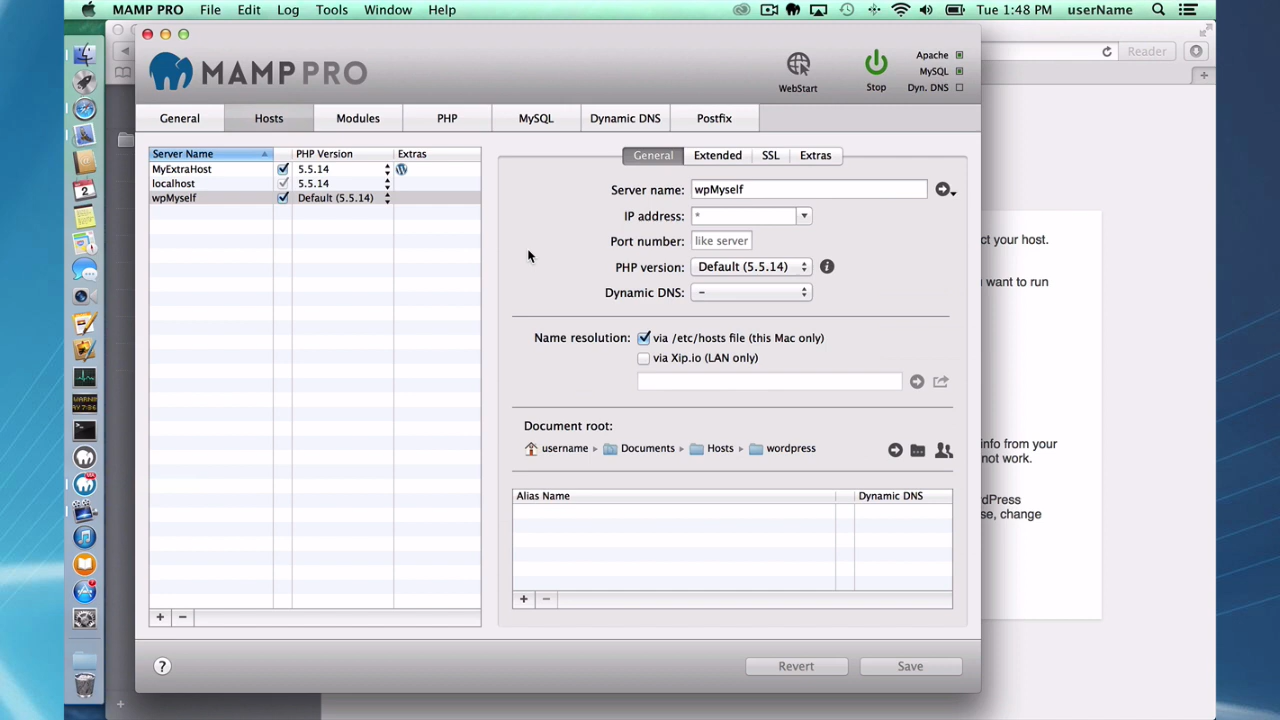 MAMP PRO File Hosts Edit Log Tools Window Help Tue 1:48 PM userName
Reader
MAMP PRO
WebStart
Stop
Apache
MySQL
Dyn. DNS
General Hosts Modules PHP MySQL Dynamic DNS Postfix
Server Name PHP Version Extras
MyExtraHost 5.5.14
localhost 5.5.14
wpMyself Default (5.5.14)
General Extended SSL Extras
Server name: wpMyself
IP address: *
Port number: like server
PHP version: Default (5.5.14)
Dynamic DNS: –
Name resolution: via /etc/hosts file (this Mac only)
via Xip.io (LAN only)
Document root:
username Documents Hosts wordpress
Alias Name Dynamic DNS
+ −
+ −
? Revert Save
ct your host.
u want to run
info from your
not work.
dPress
se, change